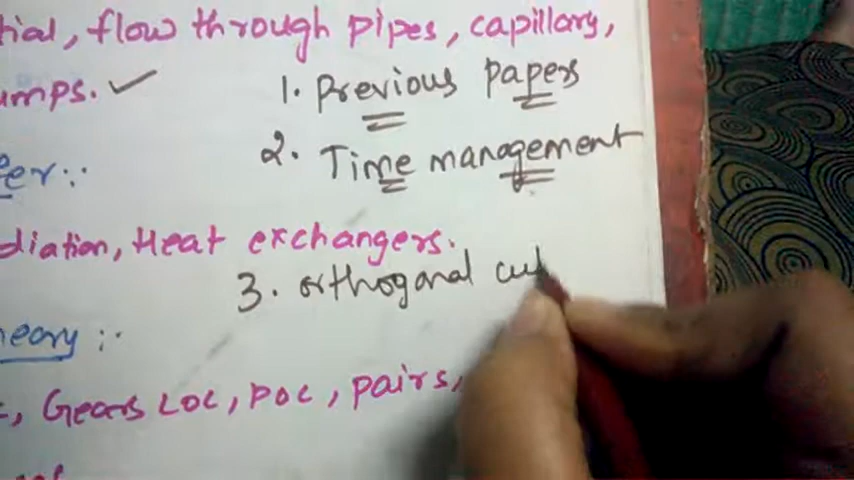 tial, flow through pipes, capillary,
umps. ✓
1. Previous papers
2. Time management
er::
diation, Heat exchangers.
3. orthogonal cut
heory :-
, Gears LOC, POC, pairs,